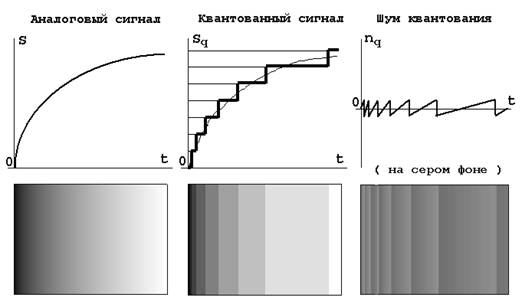 Аналоговый сигнал
Квантованный сигнал
Шум квантования
S
Sq
nq
0
t
0
t
0
t
( на сером фоне )